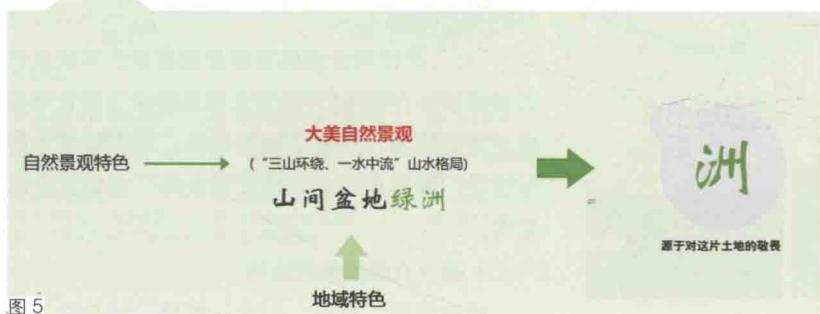 大美自然景观
自然景观特色
（“三山环绕、一水中流”山水格局)
山间盆地绿洲
洲
源于对这片土地的敬畏
地域特色
图 5